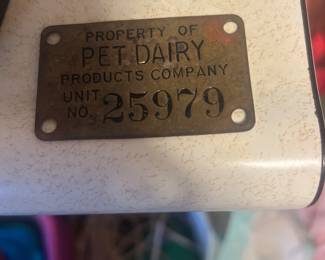 PROPERTY OF
PET DAIRY
PRODUCTS COMPANY
UNIT
NO. 25979